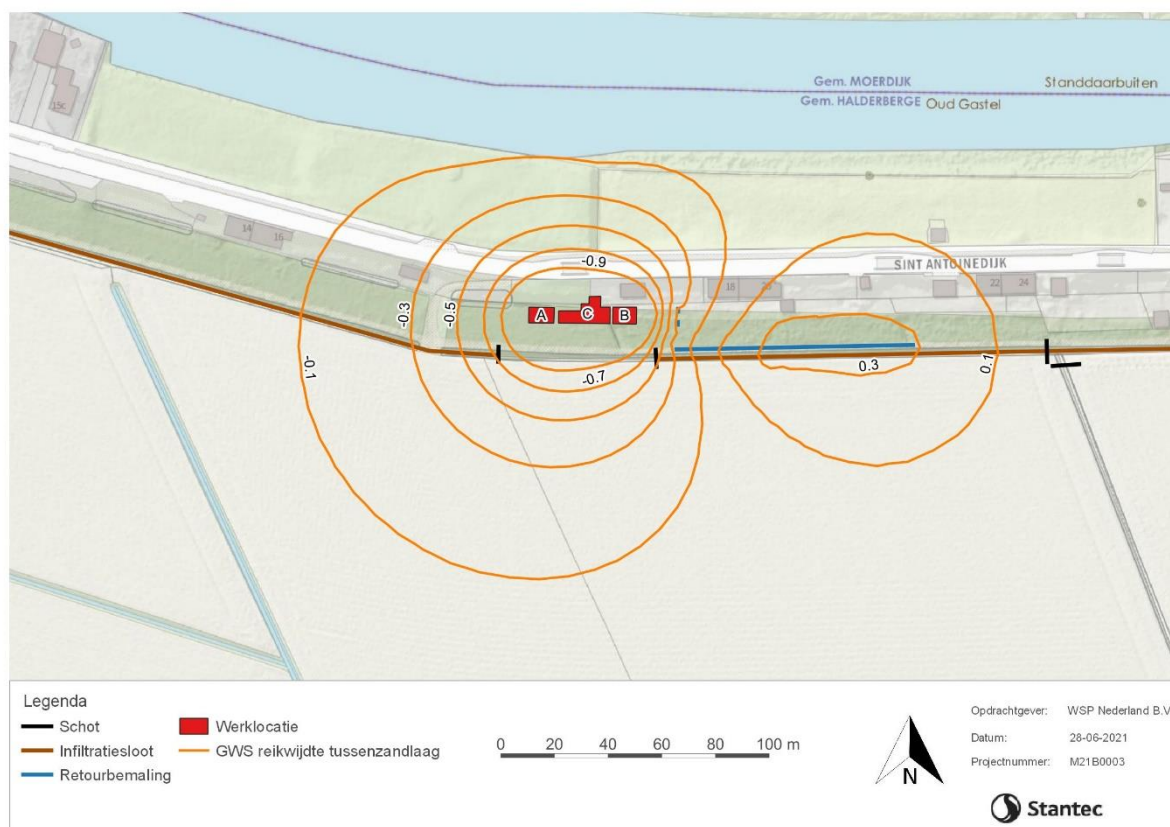 Gem. MOERDIJK
Standdaarbuiten
Gem. HALDERBERGE Oud Gastel
15c
14 16
-0.9
SINT ANTOINEDIJK
18
22 24
-0.3
-0.5
A C B
-0.1
-0.7
0.3
0.1
Legenda
Schot
Infiltratiesloot
Retourbemaling
Werklocatie
GWS reikwijdte tussenzandlaag
0 20 40 60 80 100 m
N
Opdrachtgever: WSP Nederland B.V
Datum: 28-06-2021
Projectnummer: M21B0003
Stantec